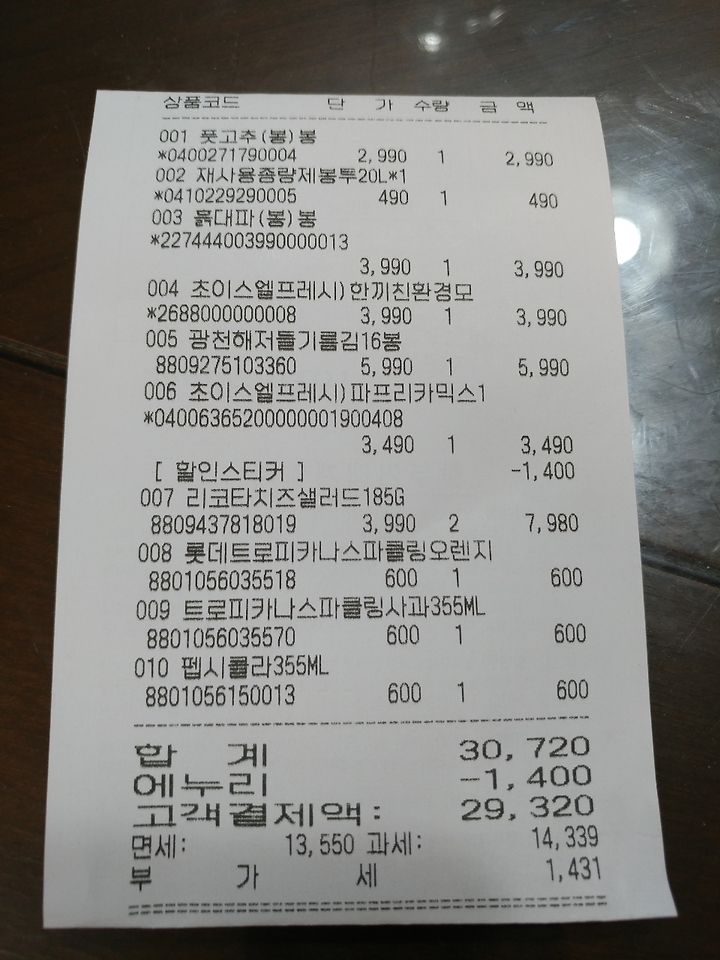 상품코드 단 가 수량 금 액
001 풋고추(봉)봉
*0400271790004 2,990 1 2,990
002 재사용종량제봉투20L*1
*0410229290005 490 1 490
003 흙대파(봉)봉
*227444003990000013
3,990 1 3,990
004 초이스엘프레시)한끼친환경모
*2688000000008 3,990 1 3,990
005 광천해저들기름김16봉
8809275103360 5,990 1 5,990
006 초이스엘프레시)파프리카믹스1
*040063652000000001900408
3,490 1 3,490
[ 할인스티커 ] -1,400
007 리코타치즈샐러드185G
8809437818019 3,990 2 7,980
008 롯데트로피카나스파클링오렌지
8801056035518 600 1 600
009 트로피카나스파클링사과355ML
8801056035570 600 1 600
010 펩시콜라355ML
8801056150013 600 1 600
합 계 30,720
에누리 -1,400
고객결제액: 29,320
면세: 13,550 과세: 14,339
부 가 세 1,431